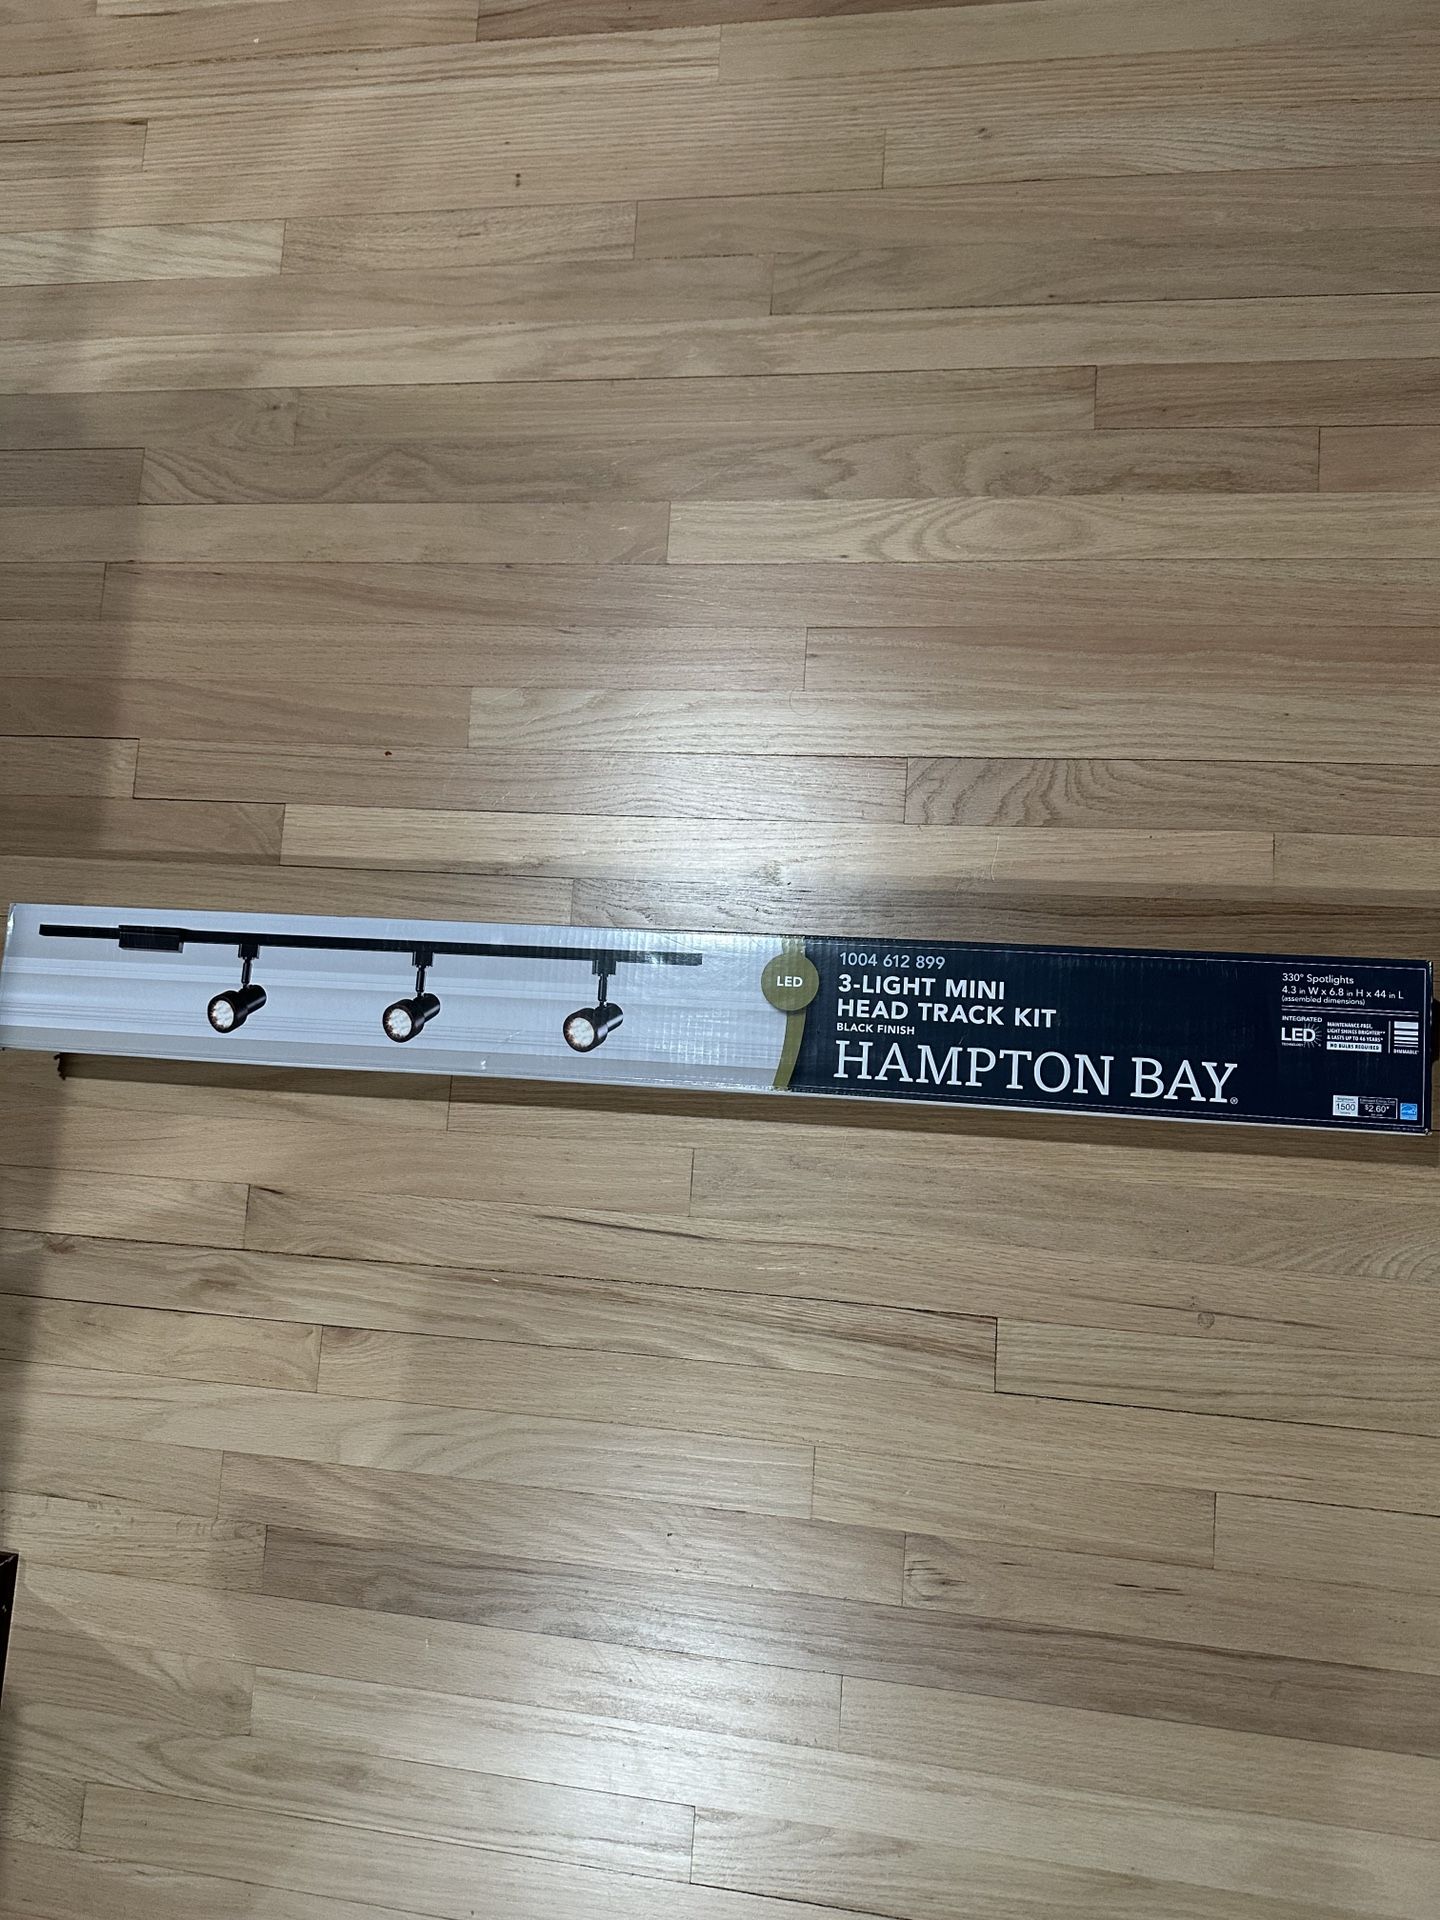 LED
1004 612 899
3-LIGHT MINI
HEAD TRACK KIT
BLACK FINISH
HAMPTON BAY®
330° Spotlights
4.3 in W x 6.8 in H x 44 in L
(assembled dimensions)
INTEGRATED
LED
TECHNOLOGY
MAINTENANCE-FREE,
LIGHT SHINES BRIGHTER**
& LASTS UP TO 46 YEARS*
NO BULBS REQUIRED
DIMMABLE*
1500
$2.60*